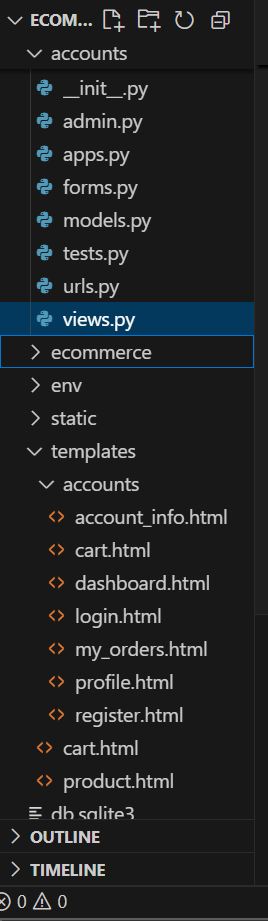 ECOM...
accounts
__init__.py
admin.py
apps.py
forms.py
models.py
tests.py
urls.py
views.py
ecommerce
env
static
templates
accounts
account_info.html
cart.html
dashboard.html
login.html
my_orders.html
profile.html
register.html
cart.html
product.html
db.sqlite3
OUTLINE
TIMELINE
0 0